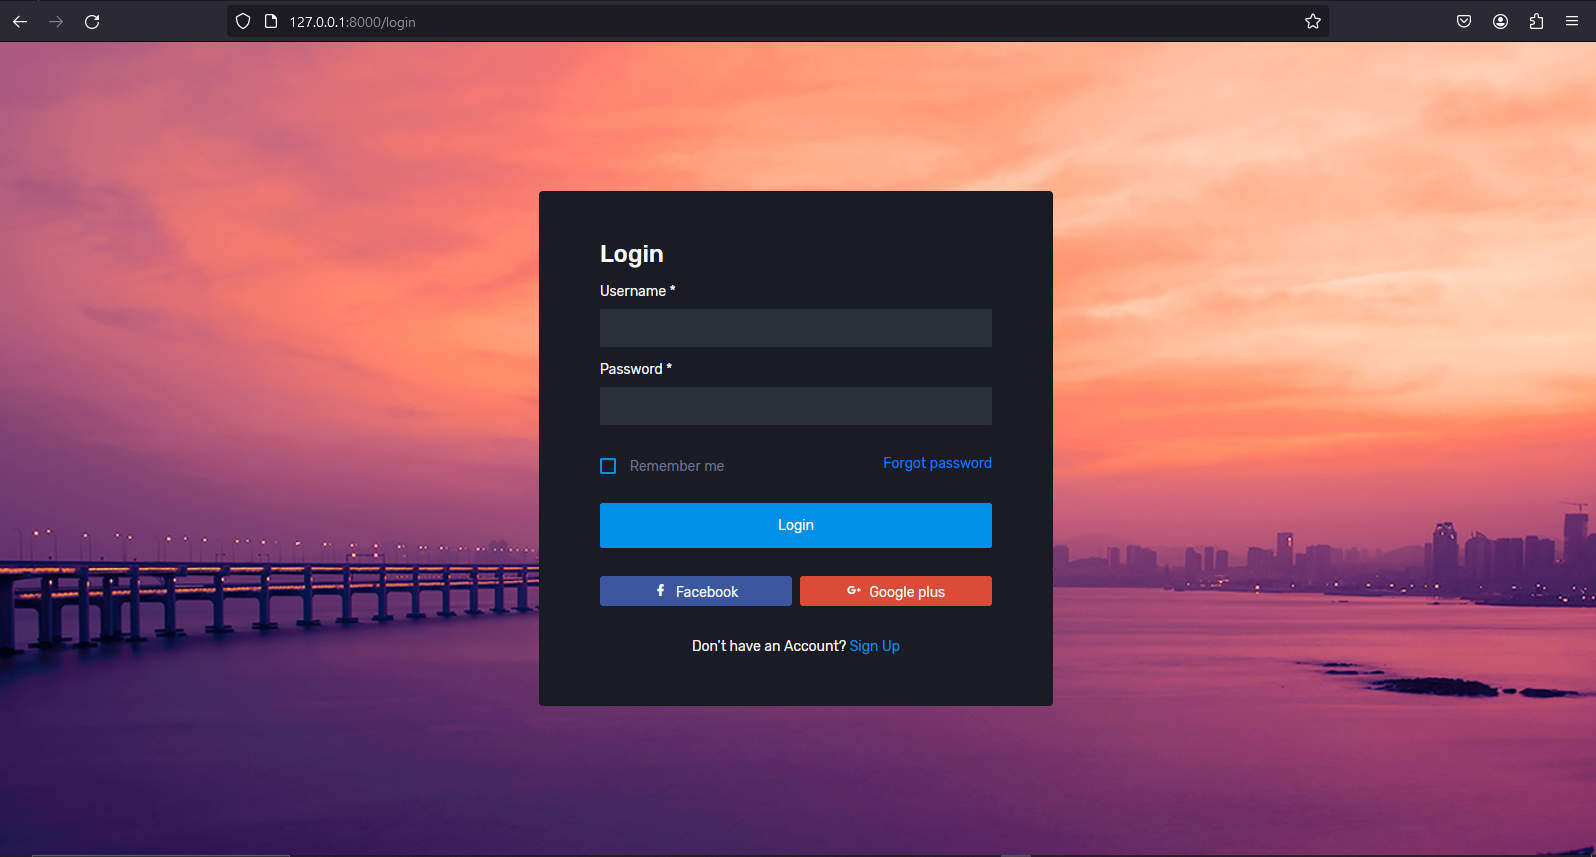 127.0.0.1:8000/login
Login
Username *
Password *
Remember me
Forgot password
Login
Facebook
G+ Google plus
Don't have an Account? Sign Up